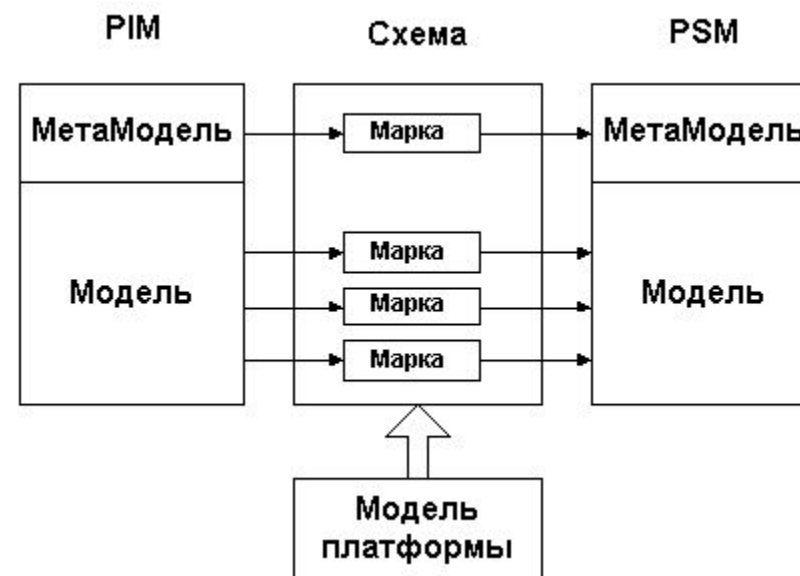 PIM
Схема
PSM
МетаМодель
Марка
МетаМодель
Модель
Марка
Марка
Марка
Модель
Модель
платформы